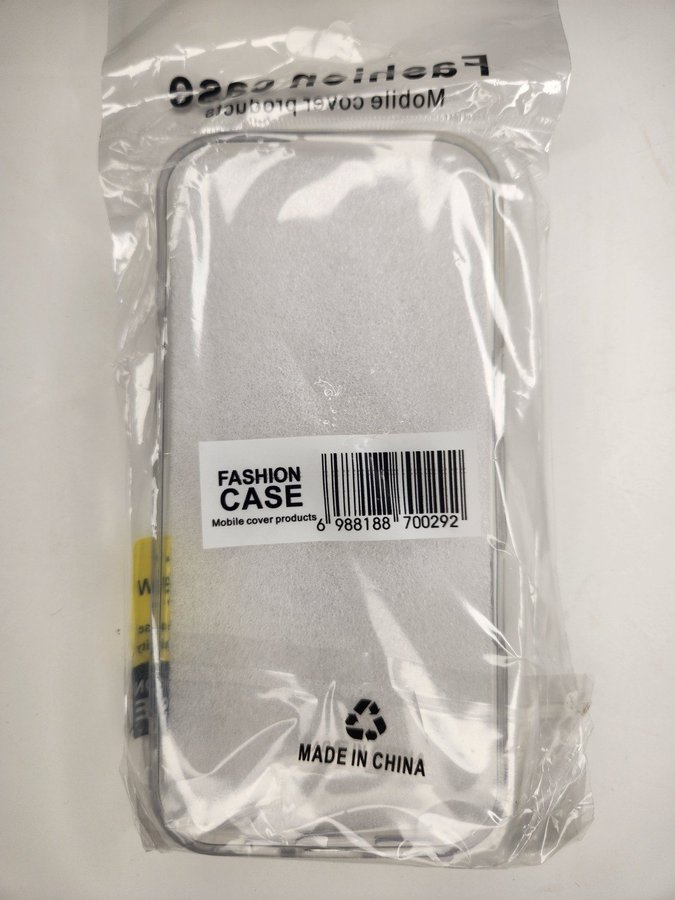 Fashion case
Mobile cover products
FASHION
CASE
Mobile cover products
6 988188 700292
MADE IN CHINA